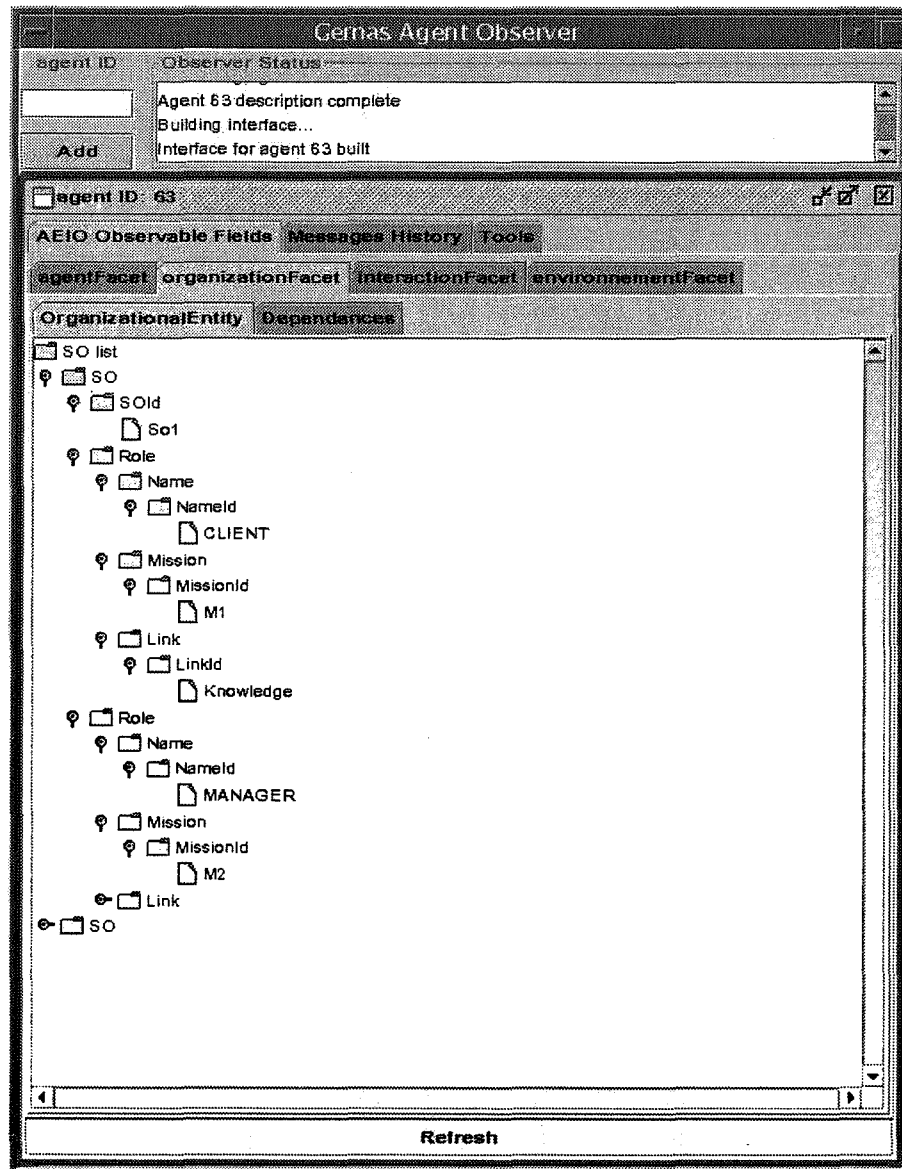 Gemas Agent Observer
agent ID Observer Status
Agent 63 description complete
Building interface...
Add Interface for agent 63 built
agent ID: 63
AEIO Observable Fields Messages History Tools
agentFacet organizationFacet interactionFacet environnementFacet
OrganizationalEntity Dependances
SO list
SO
SOId
So1
Role
Name
NameId
CLIENT
Mission
MissionId
M1
Link
LinkId
Knowledge
Role
Name
NameId
MANAGER
Mission
MissionId
M2
Link
SO
Refresh